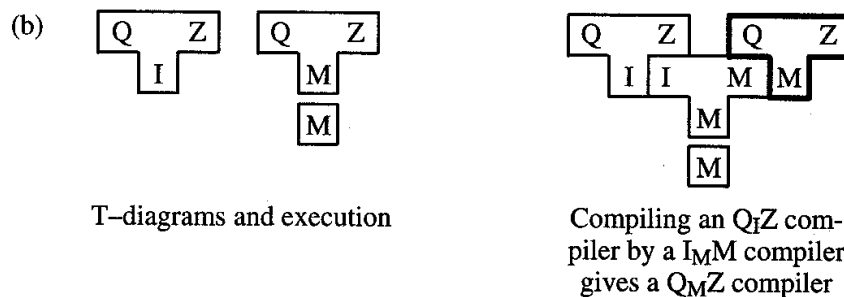 (b)
Q Z Q Z Q Z Q Z
I M I I M M
M M
M
T–diagrams and execution
Compiling an QIZ com-
piler by a IMM compiler
gives a QMZ compiler